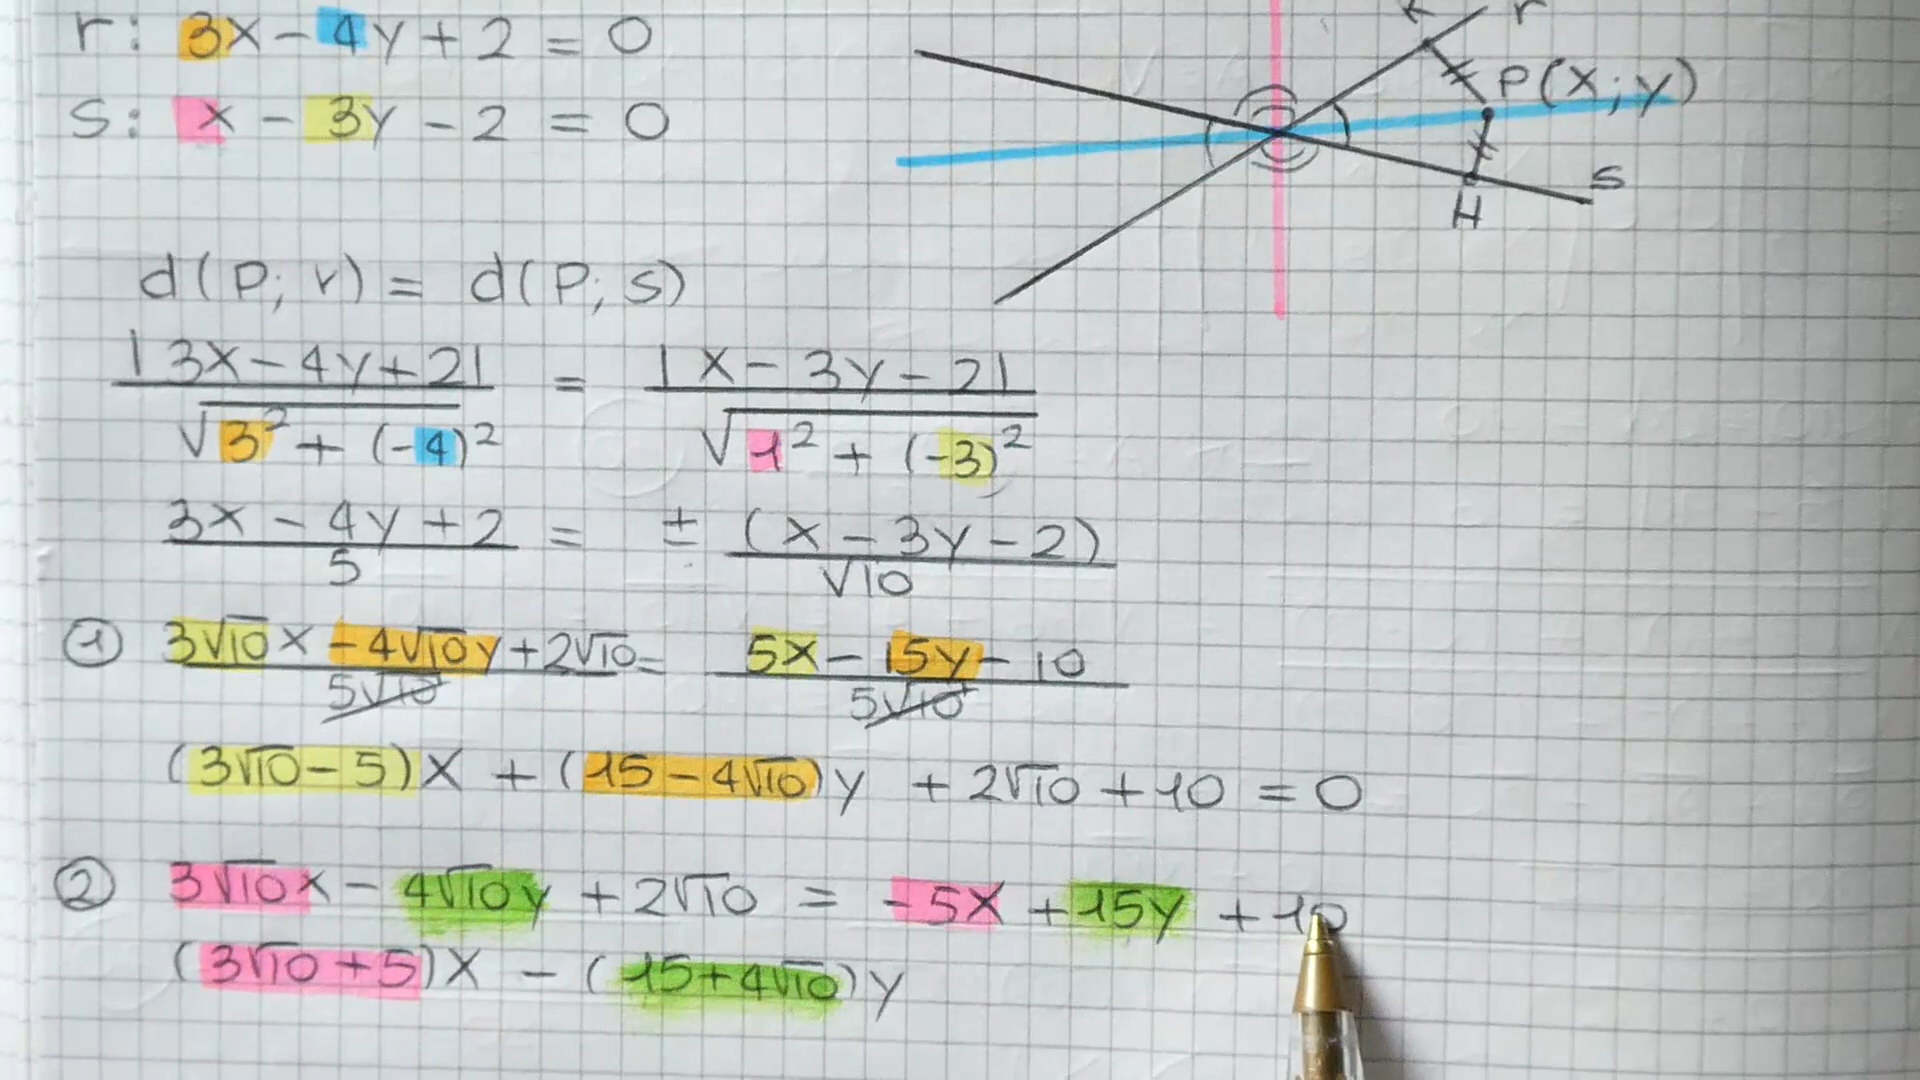 r: 3x - 4y + 2 = 0
s: x - 3y - 2 = 0
K r
P(x;y)
s
H
d(P;r) = d(P;s)
|3x - 4y + 2| = |x - 3y - 2|
√3² + (-4)² √1² + (-3)²
3x - 4y + 2 = ± (x - 3y - 2)
5 √10
① 3√10x - 4√10y + 2√10 = 5x - 15y - 10
5√10 5√10
(3√10 - 5)x + (15 - 4√10)y + 2√10 + 10 = 0
② 3√10x - 4√10y + 2√10 = -5x + 15y + 10
(3√10 + 5)x - (15 + 4√10)y